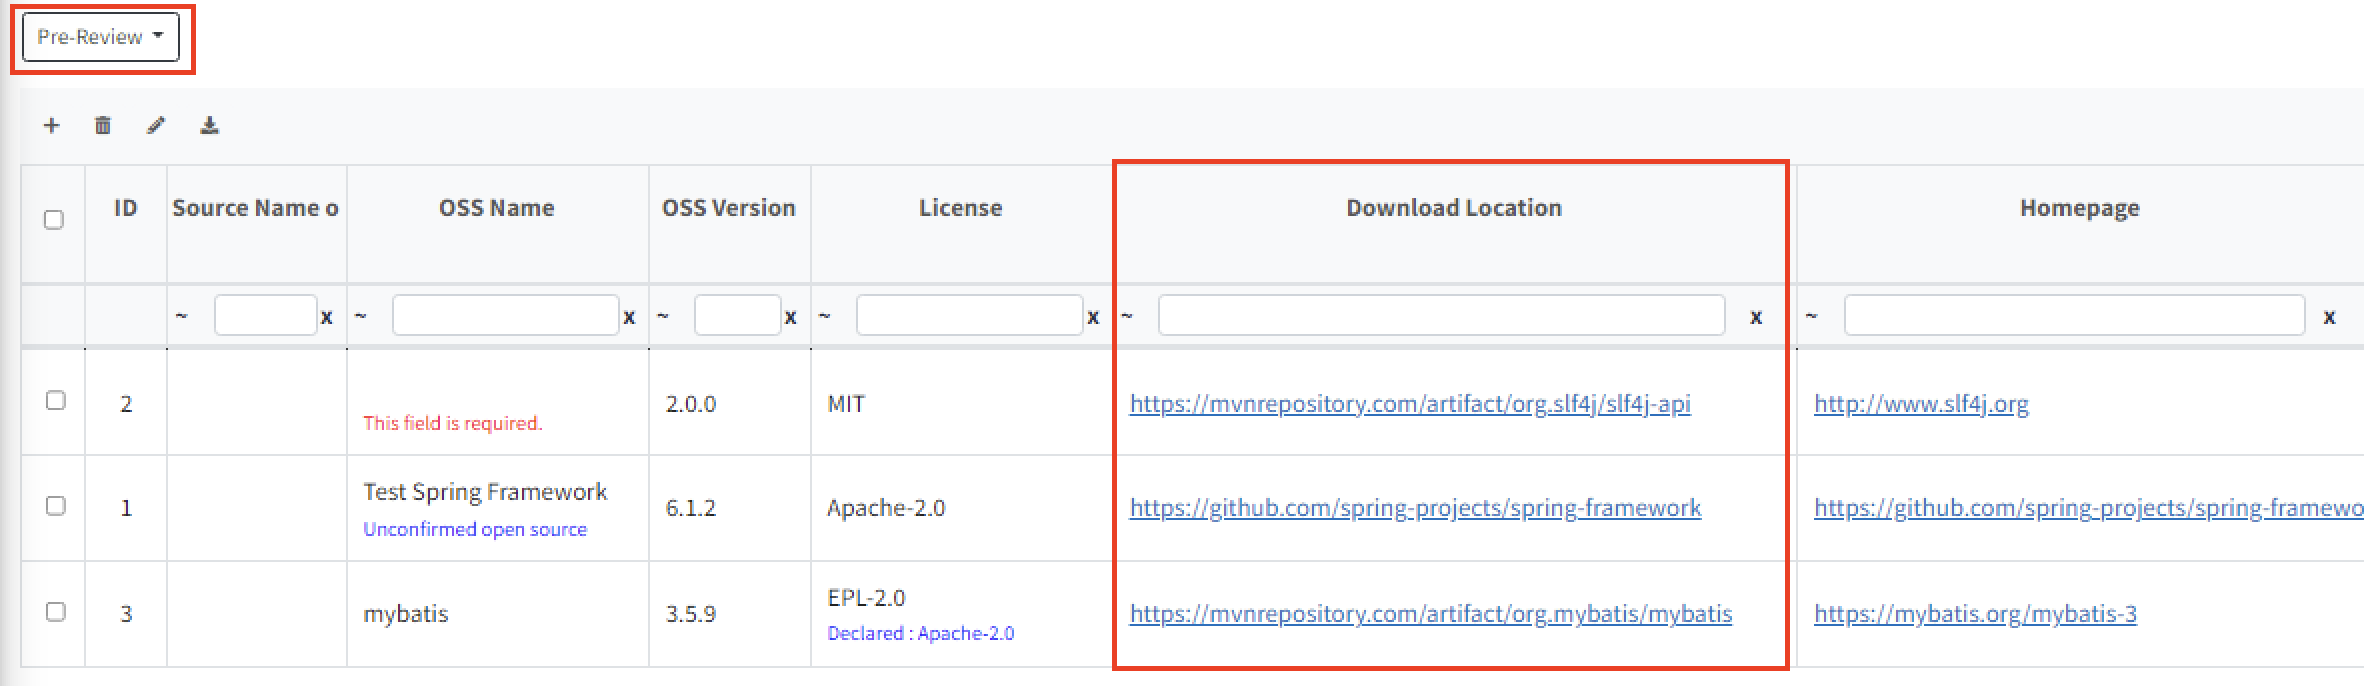 Pre-Review
ID Source Name o OSS Name OSS Version License Download Location Homepage
~ x ~ x ~ x ~ x ~ x ~ x
2 2.0.0 MIT https://mvnrepository.com/artifact/org.slf4j/slf4j-api http://www.slf4j.org
This field is required.
1 Test Spring Framework 6.1.2 Apache-2.0 https://github.com/spring-projects/spring-framework https://github.com/spring-projects/spring-framewo
Unconfirmed open source
3 mybatis 3.5.9 EPL-2.0 https://mvnrepository.com/artifact/org.mybatis/mybatis https://mybatis.org/mybatis-3
Declared : Apache-2.0